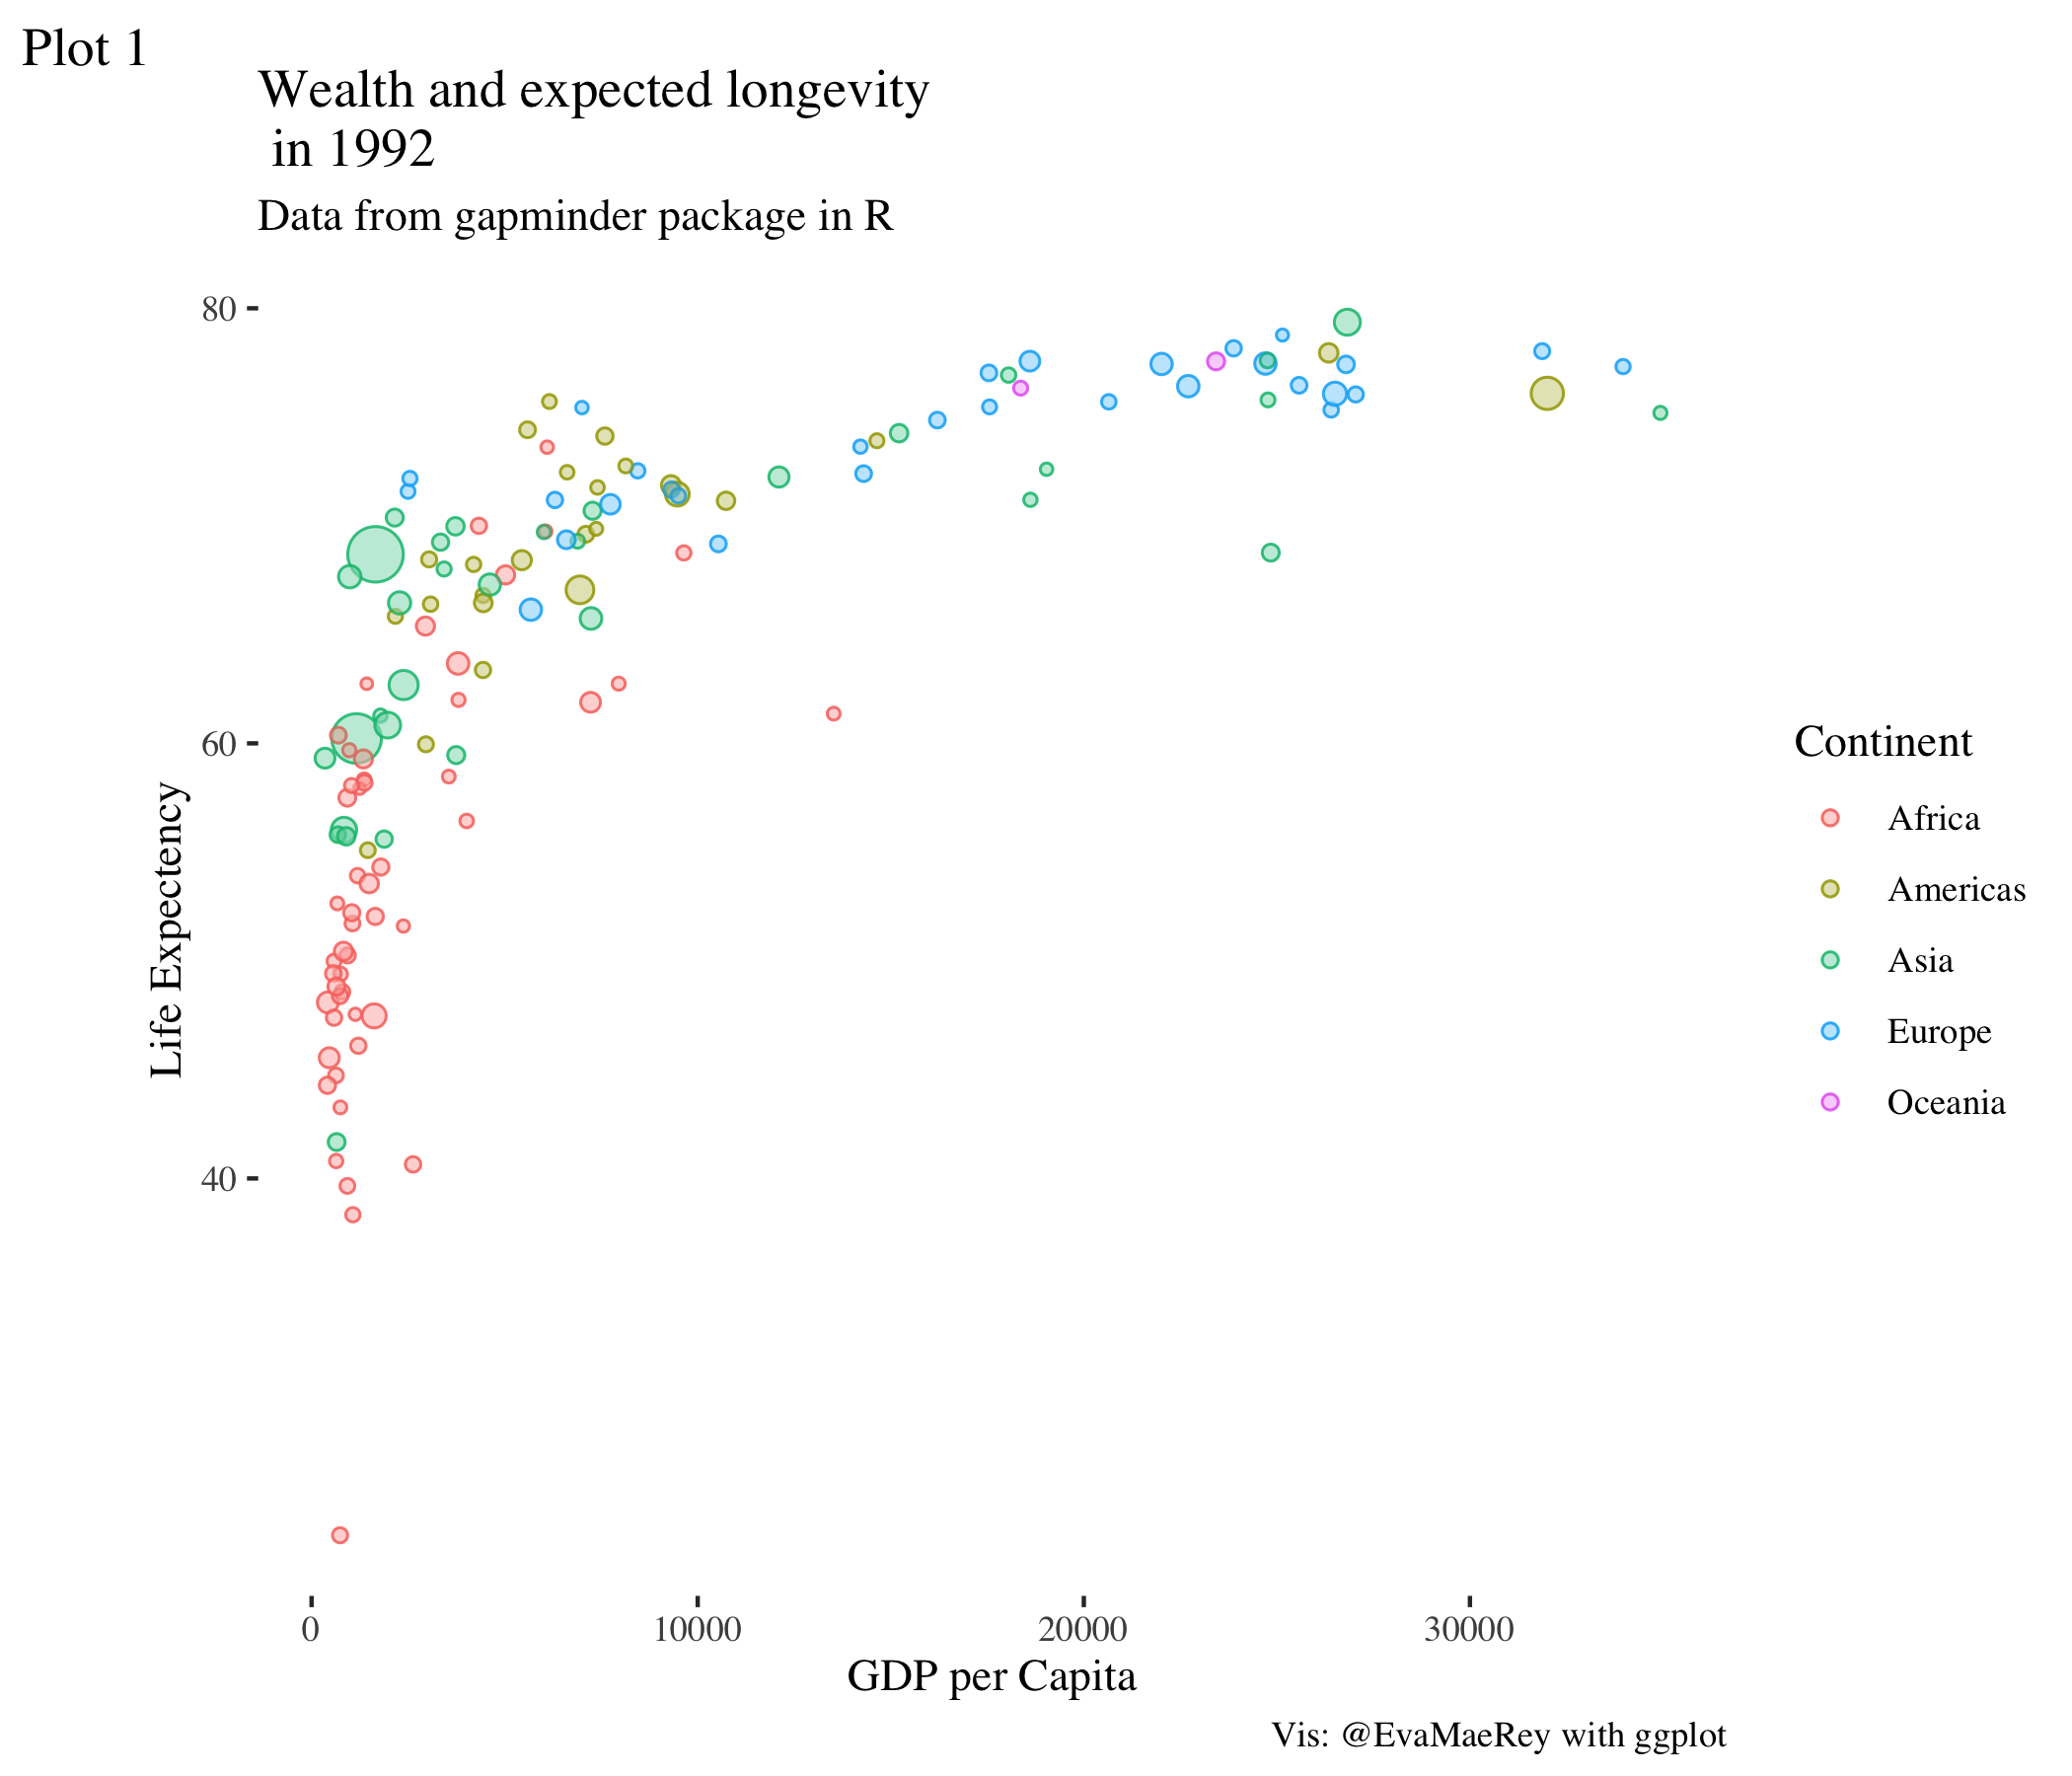 Plot 1
Wealth and expected longevity
in 1992
Data from gapminder package in R
80
60
40
Life Expectency
0 10000 20000 30000
GDP per Capita
Continent
Africa
Americas
Asia
Europe
Oceania
Vis: @EvaMaeRey with ggplot